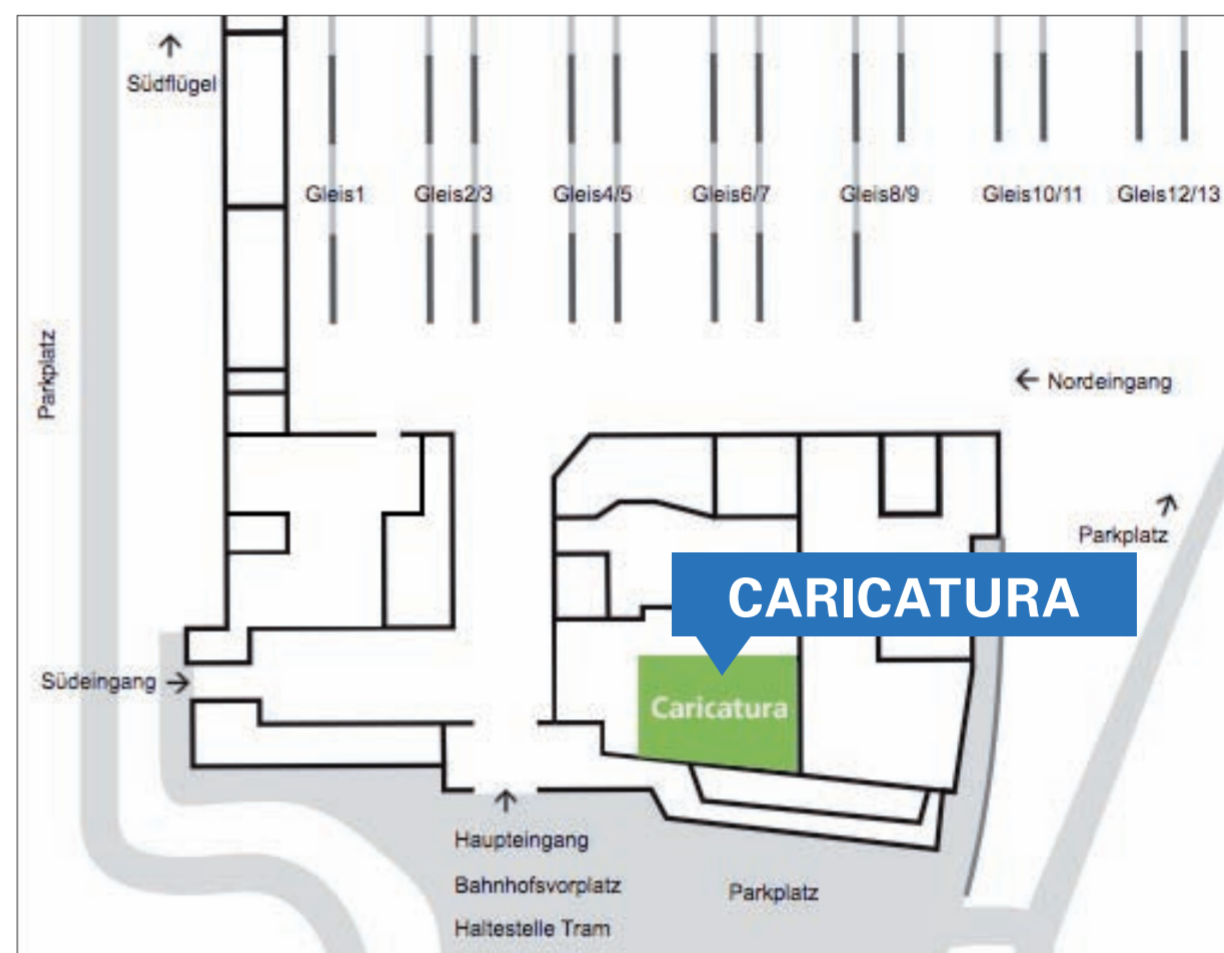 Südflügel
Gleis1
Gleis2/3
Gleis4/5
Gleis6/7
Gleis8/9
Gleis10/11
Gleis12/13
Parkplatz
Nordeingang
Parkplatz
CARICATURA
Südeingang
Caricatura
Haupteingang
Bahnhofsvorplatz
Parkplatz
Haltestelle Tram